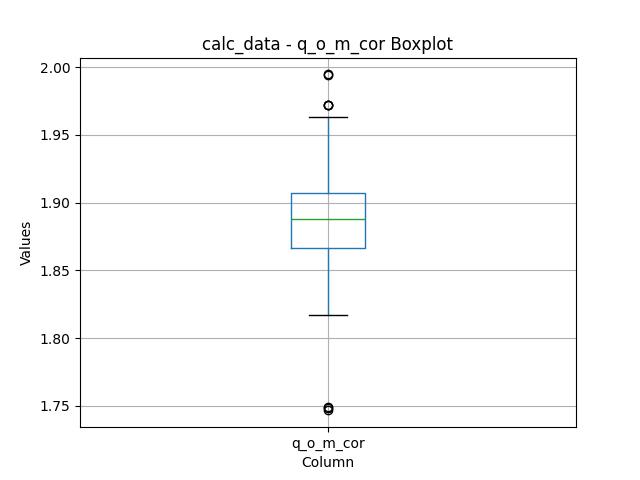 calc_data - q_o_m_cor Boxplot
2.00
1.95
1.90
1.85
1.80
1.75
Values
q_o_m_cor
Column